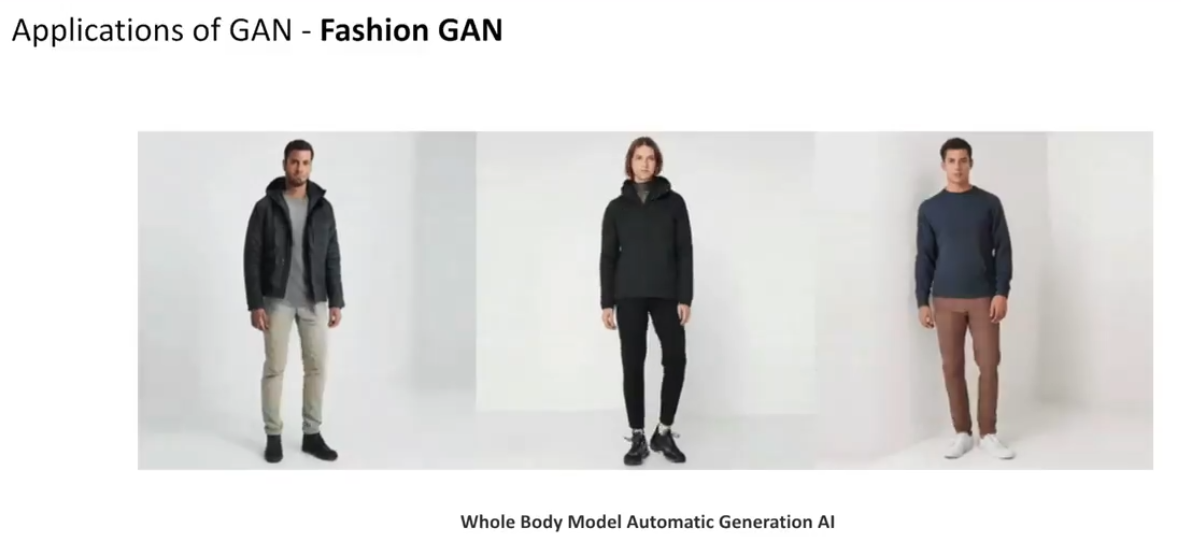 Applications of GAN - Fashion GAN
Whole Body Model Automatic Generation AI